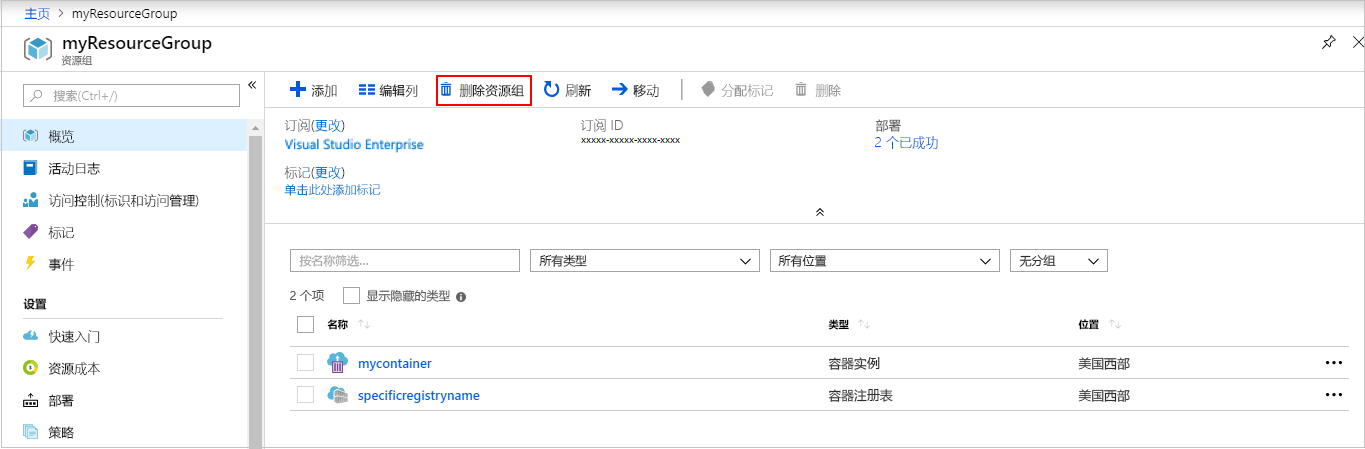 主页 > myResourceGroup
myResourceGroup
资源组
搜索(Ctrl+/)
概览
活动日志
访问控制(标识和访问管理)
标记
事件
设置
快速入门
资源成本
部署
策略
添加 编辑列 删除资源组 刷新 移动 分配标记 删除
订阅(更改) 订阅 ID 部署
Visual Studio Enterprise xxxxx-xxxxx-xxxx-xxxx 2 个已成功
标记(更改)
单击此处添加标记
按名称筛选... 所有类型 所有位置 无分组
2 个项 显示隐藏的类型
名称 类型 位置
mycontainer 容器实例 美国西部
specificregistryname 容器注册表 美国西部